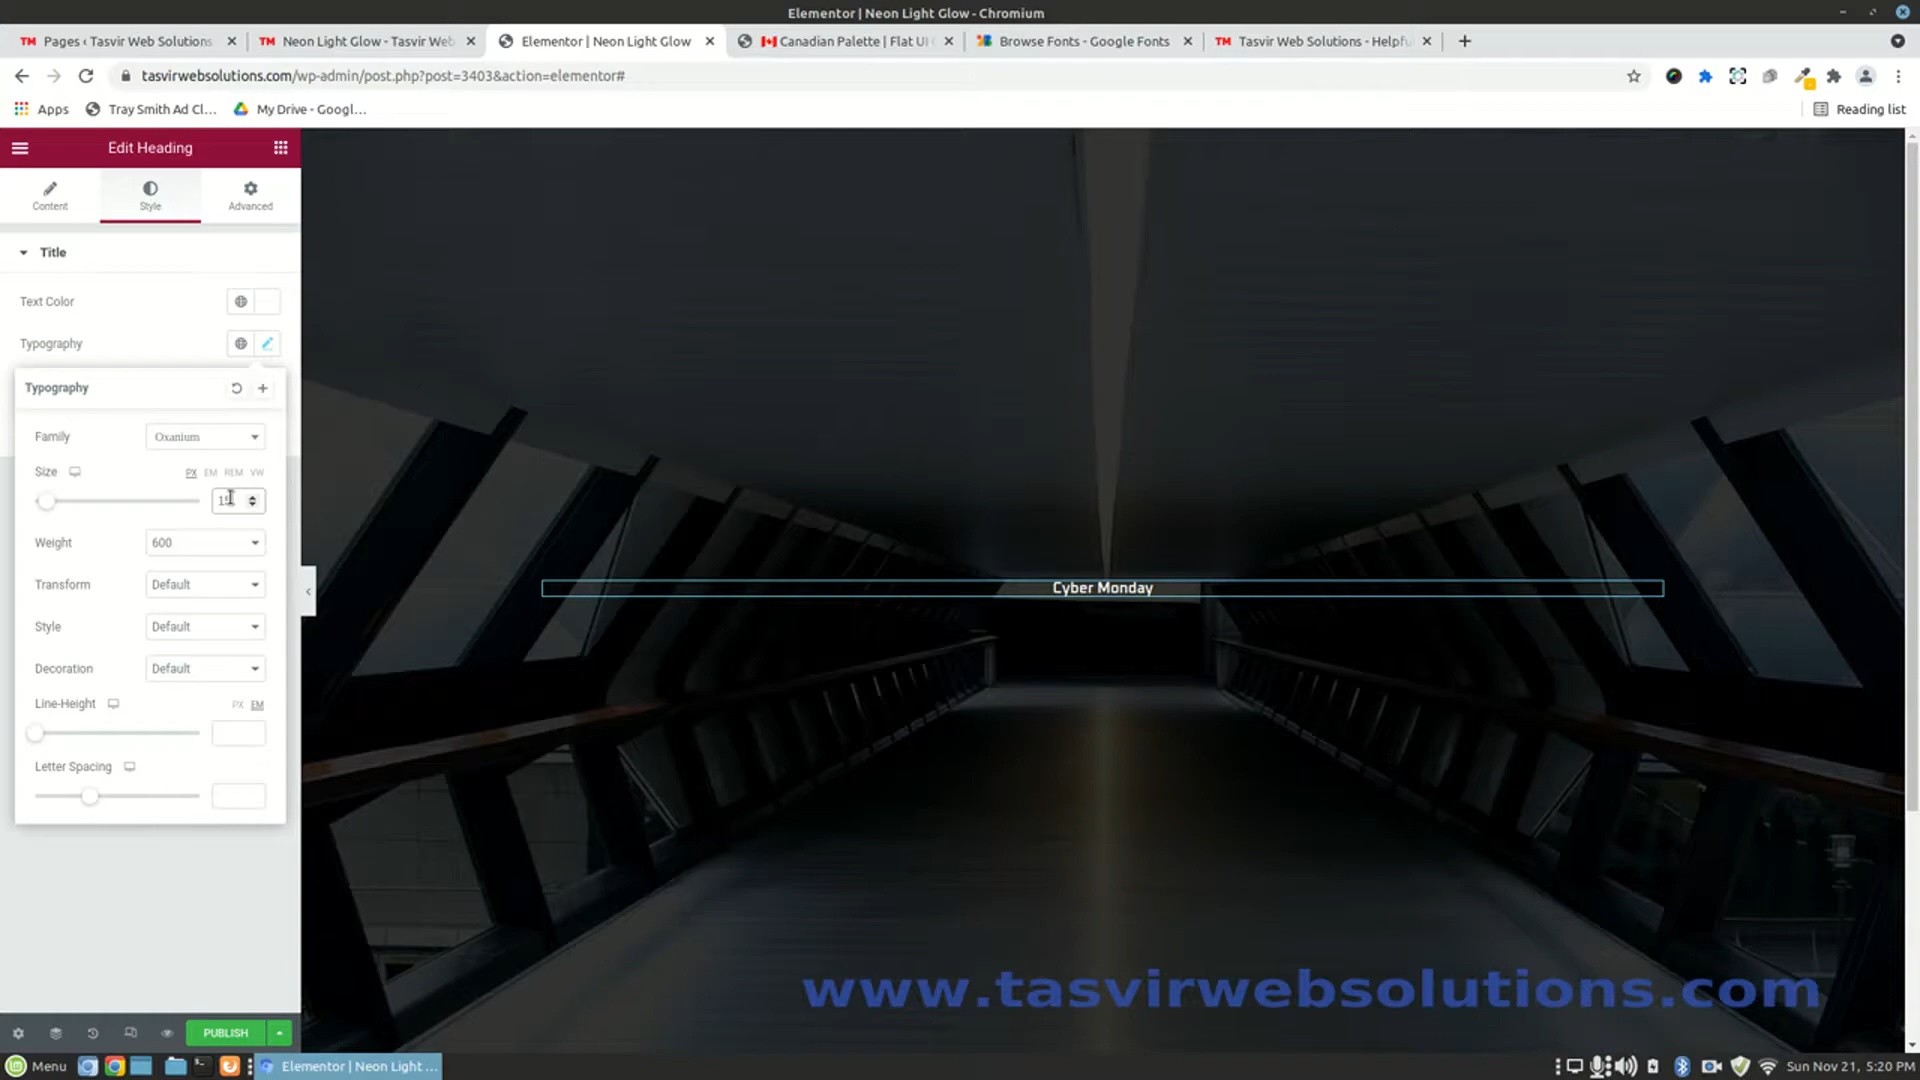 Elementor | Neon Light Glow - Chromium
Pages ‹ Tasvir Web Solutions
Neon Light Glow - Tasvir Web
Elementor | Neon Light Glow
Canadian Palette | Flat UI
Browse Fonts - Google Fonts
Tasvir Web Solutions - Helpfu
tasvirwebsolutions.com/wp-admin/post.php?post=3403&action=elementor#
Apps
Tray Smith Ad Cl...
My Drive - Googl...
Reading list
Edit Heading
Content
Style
Advanced
Title
Text Color
Typography
Typography
Family
Oxanium
Size
PX EM REM VW
Weight
600
Transform
Default
Style
Default
Decoration
Default
Line-Height
PX EM
Letter Spacing
Cyber Monday
www.tasvirwebsolutions.com
PUBLISH
Menu
Elementor | Neon Light ...
Sun Nov 21, 5:20 PM